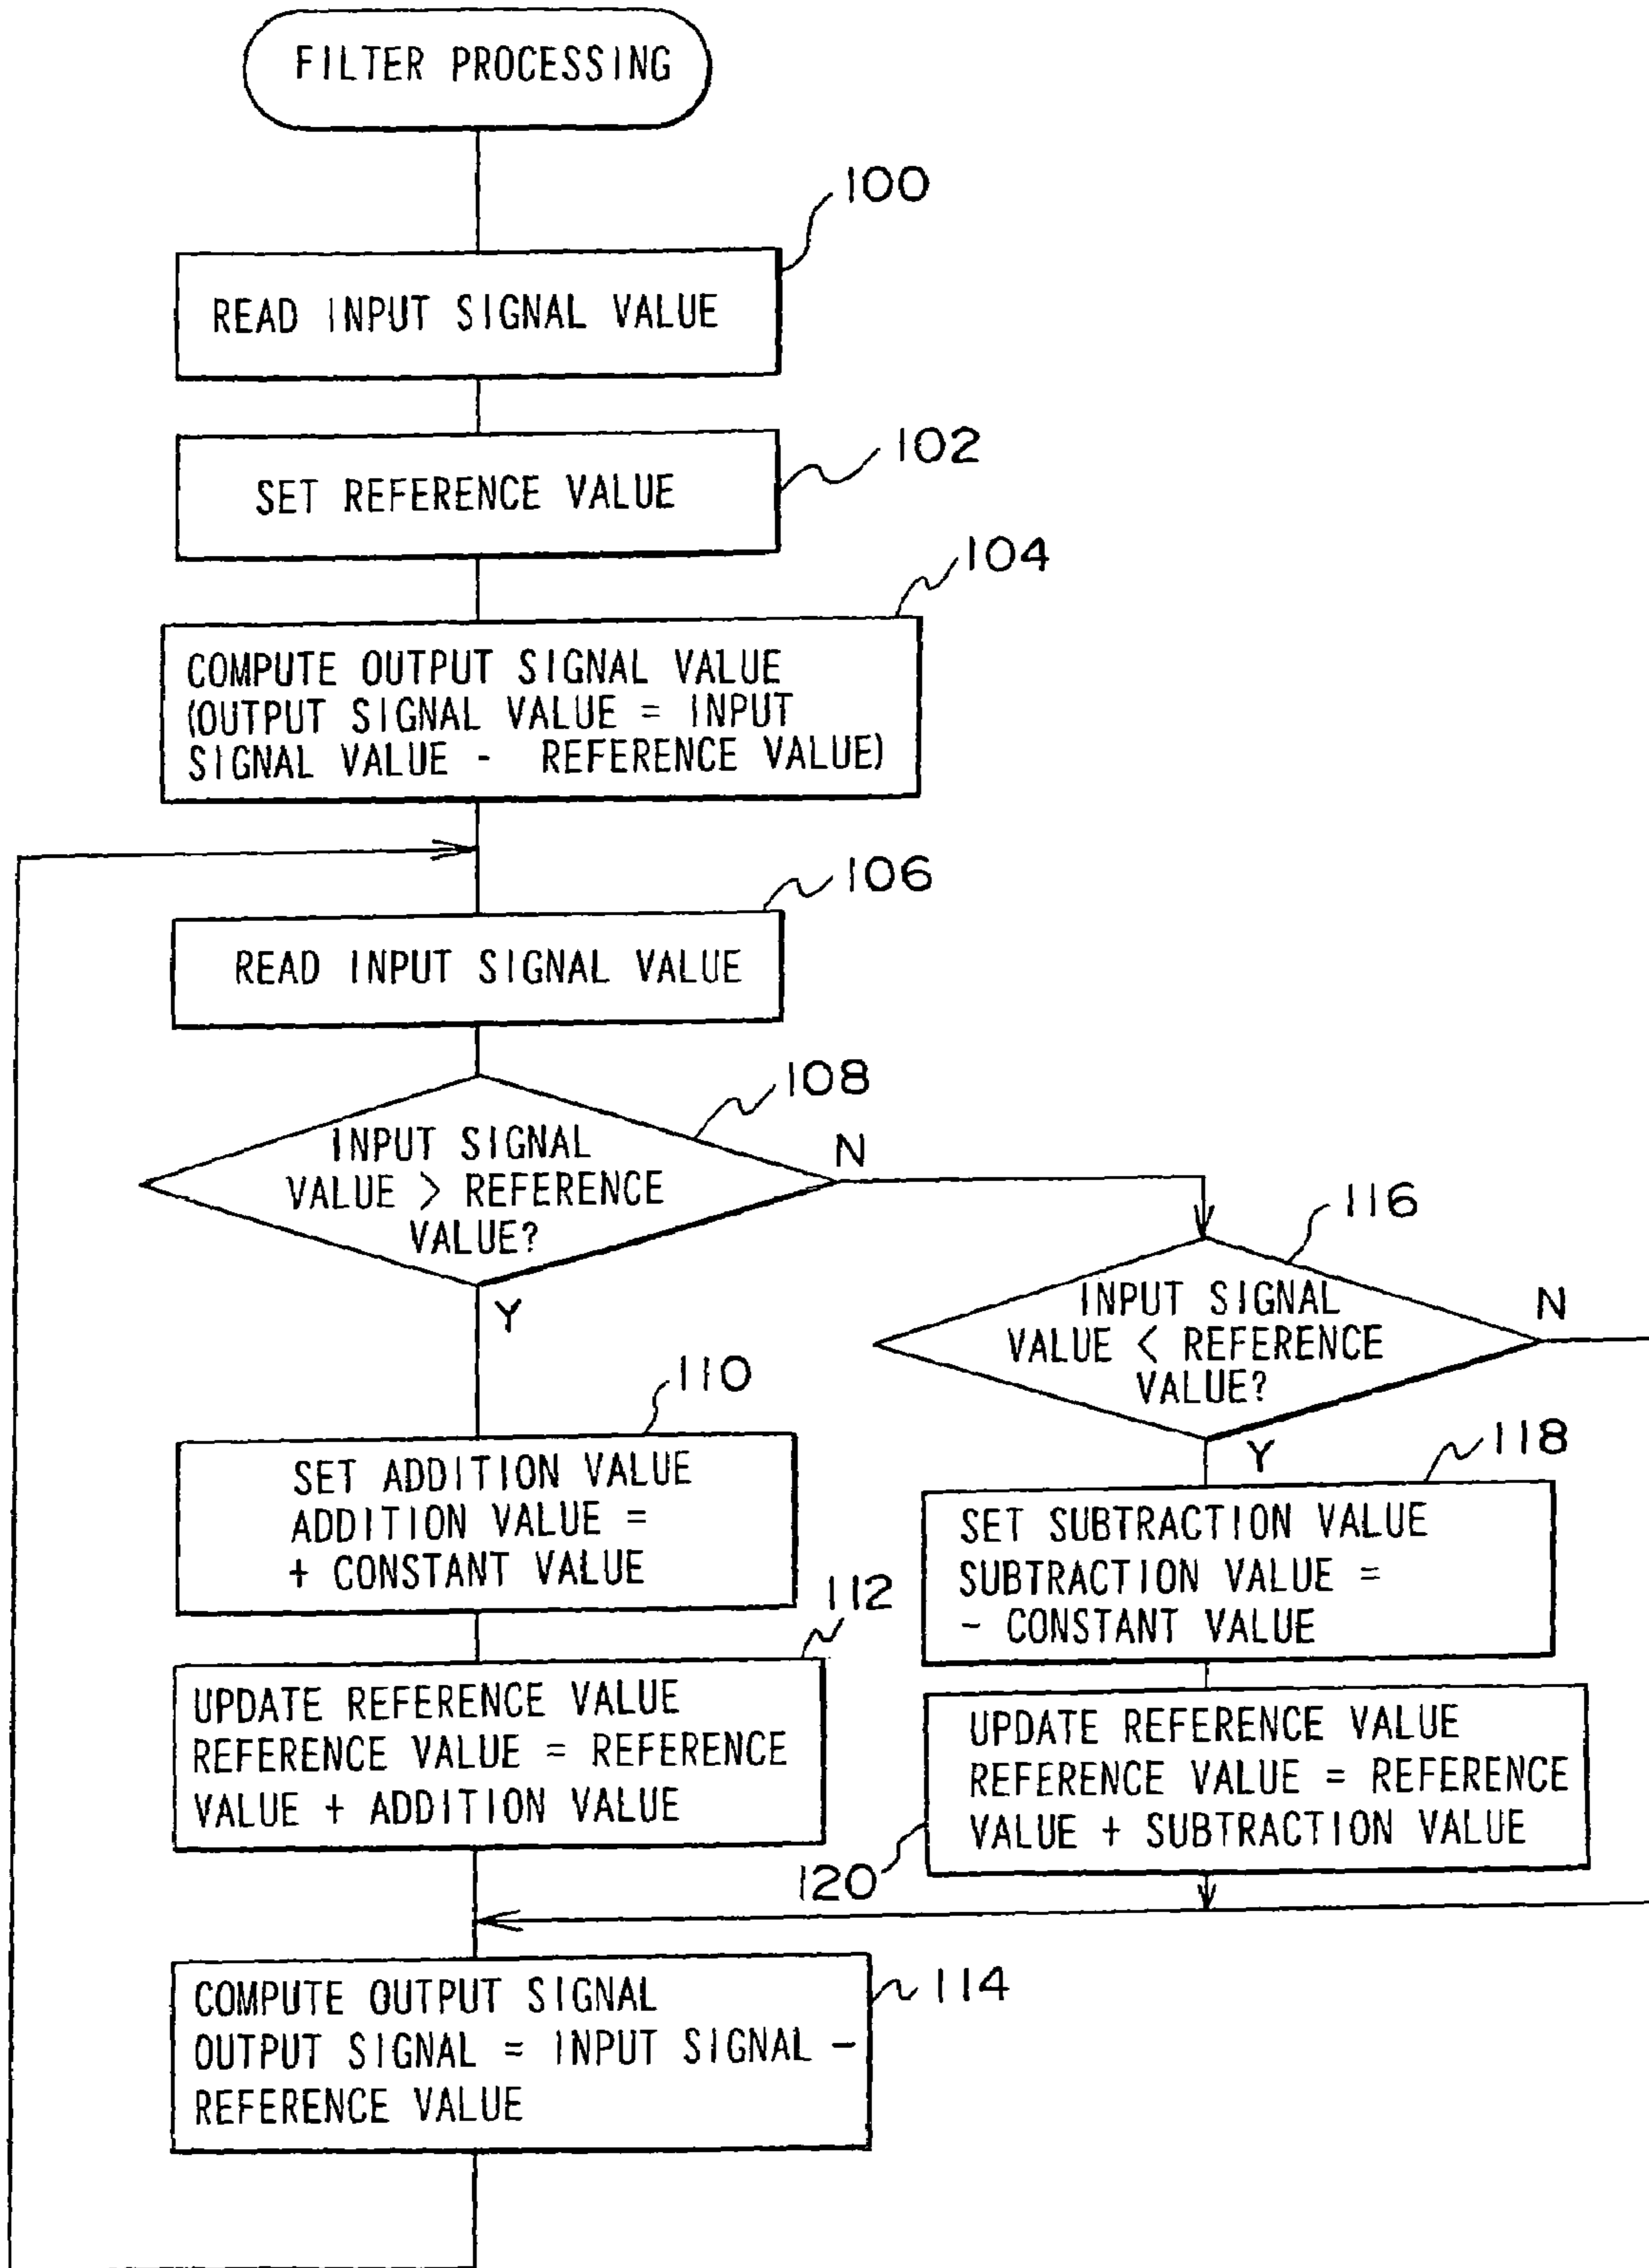 FILTER PROCESSING
100
READ INPUT SIGNAL VALUE
102
SET REFERENCE VALUE
104
COMPUTE OUTPUT SIGNAL VALUE
(OUTPUT SIGNAL VALUE = INPUT
SIGNAL VALUE - REFERENCE VALUE)
106
READ INPUT SIGNAL VALUE
108
INPUT SIGNAL
VALUE > REFERENCE
VALUE?
N
Y
116
INPUT SIGNAL
VALUE < REFERENCE
VALUE?
N
Y
110
SET ADDITION VALUE
ADDITION VALUE =
+ CONSTANT VALUE
118
SET SUBTRACTION VALUE
SUBTRACTION VALUE =
- CONSTANT VALUE
112
UPDATE REFERENCE VALUE
REFERENCE VALUE = REFERENCE
VALUE + ADDITION VALUE
UPDATE REFERENCE VALUE
REFERENCE VALUE = REFERENCE
VALUE + SUBTRACTION VALUE
120
114
COMPUTE OUTPUT SIGNAL
OUTPUT SIGNAL = INPUT SIGNAL -
REFERENCE VALUE